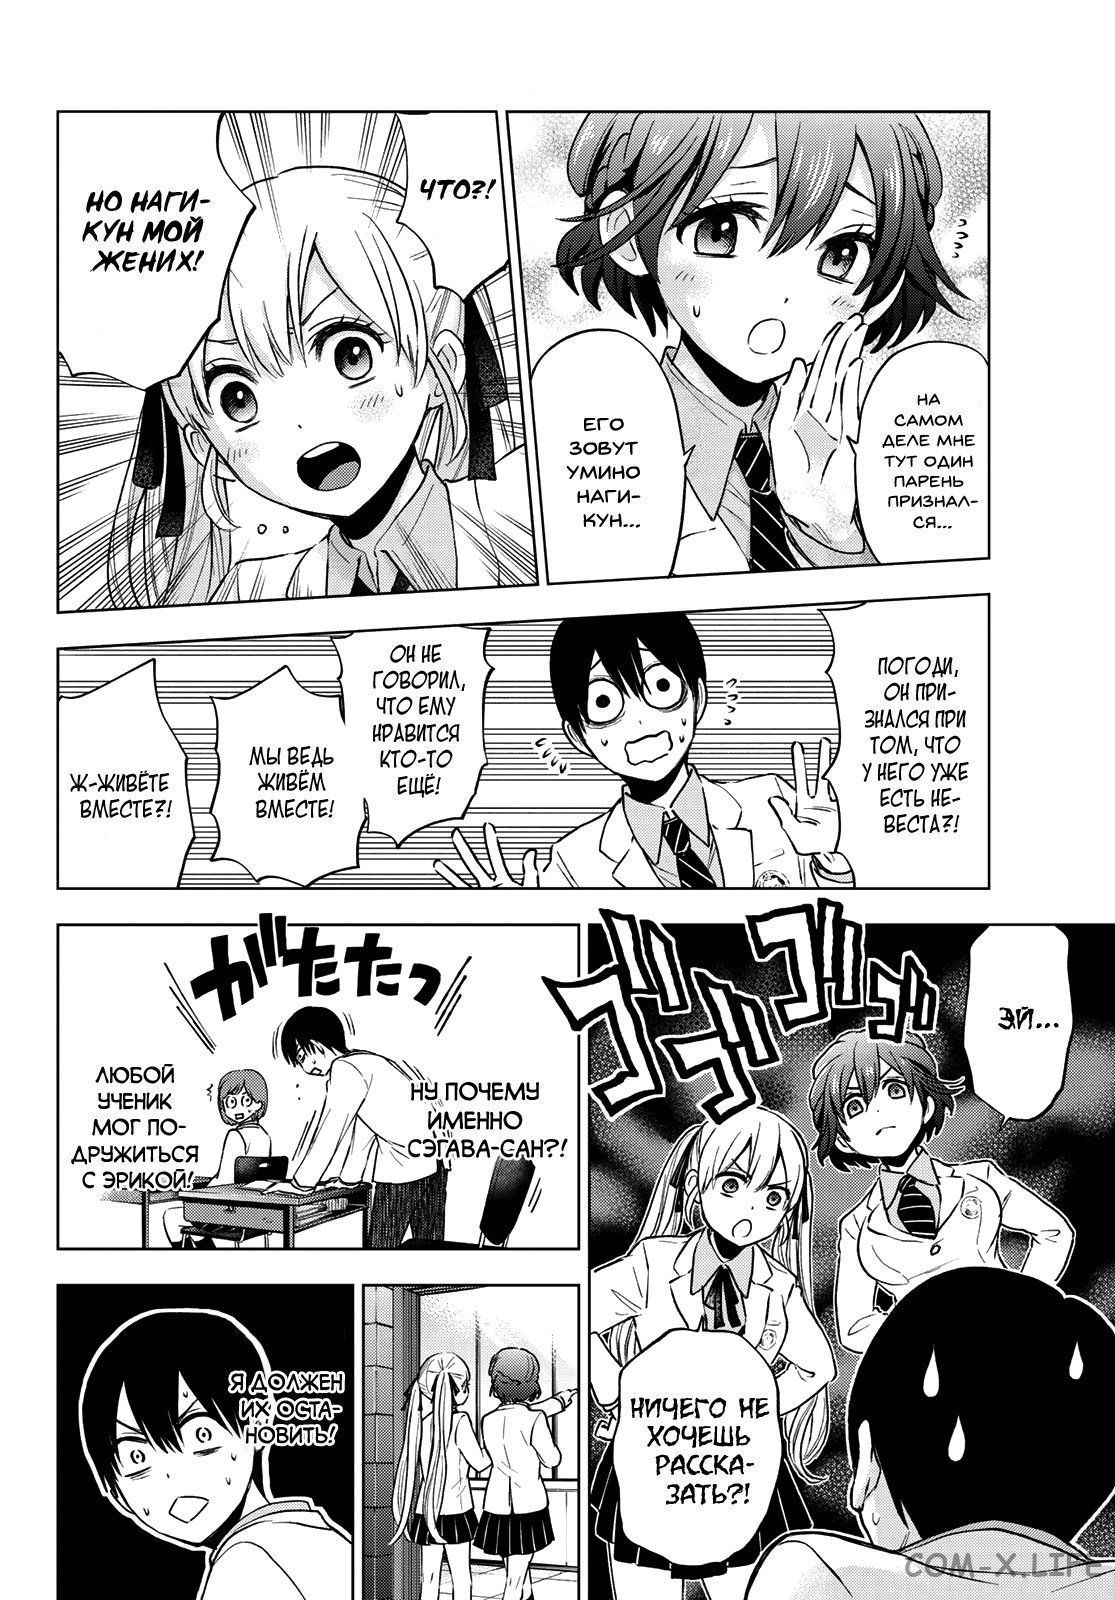 НА
САМОМ
ДЕЛЕ МНЕ
ТУТ ОДИН
ПАРЕНЬ
ПРИЗНАЛ-
СЯ...
ЕГО
ЗОВУТ
УМИНО
НАГИ-
КУН...
ЧТО?!
НО НАГИ-
КУН МОЙ
ЖЕНИХ!
ПОГОДИ,
ОН ПРИ-
ЗНАЛСЯ ПРИ
ТОМ, ЧТО
У НЕГО УЖЕ
ЕСТЬ НЕ-
ВЕСТА?!
ОН НЕ
ГОВОРИЛ,
ЧТО ЕМУ
НРАВИТСЯ
КТО-ТО
ЕЩЁ!
МЫ ВЕДЬ
ЖИВЁМ
ВМЕСТЕ!
Ж-ЖИВЁТЕ
ВМЕСТЕ?!
ЭЙ...
ゴゴゴゴ
НИЧЕГО НЕ
ХОЧЕШЬ
РАССКА-
ЗАТЬ?!
がたたっ
НУ ПОЧЕМУ
ИМЕННО
СЭГАВА-САН?!
ЛЮБОЙ
УЧЕНИК
МОГ ПО-
ДРУЖИТЬСЯ
С ЭРИКОЙ!
Я ДОЛЖЕН
ИХ ОСТА-
НОВИТЬ!
COM-X.LIFE